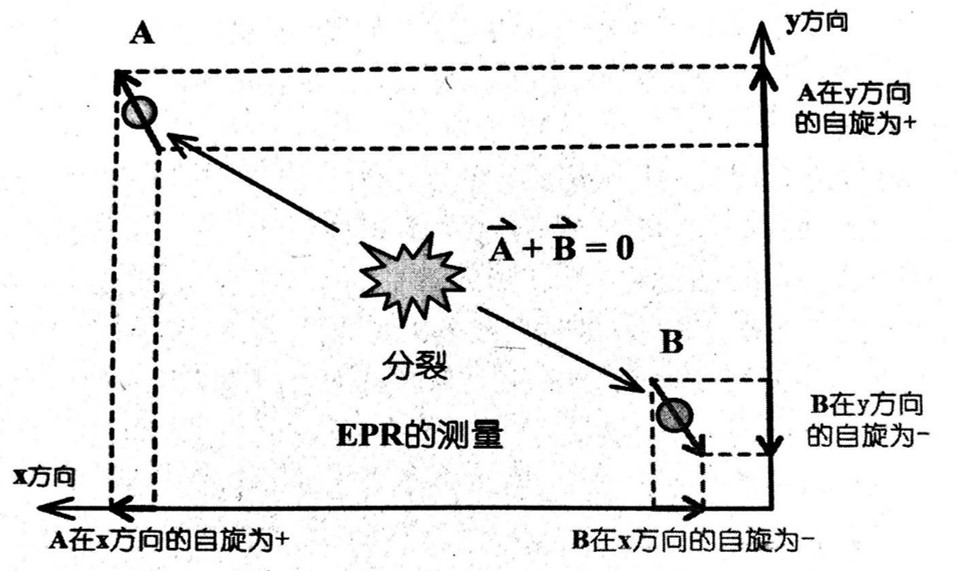 A
y方向
A在y方向
的自旋为+
A + B = 0
B
分裂
B在y方向
的自旋为-
EPR的测量
x方向
A在x方向的自旋为+
B在x方向的自旋为-